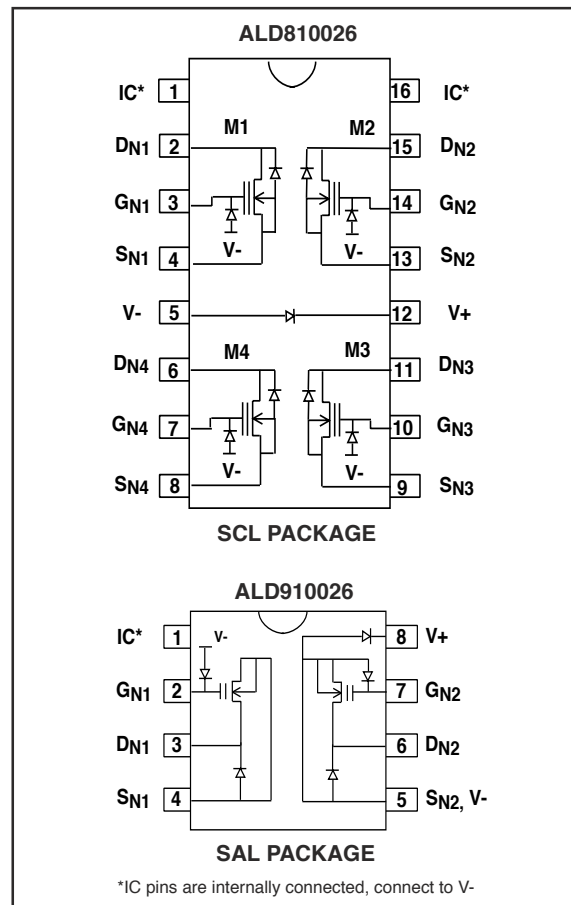 ALD810026
IC* 1 16 IC*
M1 M2
DN1 2 15 DN2
GN1 3 14 GN2
V- V-
SN1 4 13 SN2
V- 5 12 V+
M4 M3
DN4 6 11 DN3
GN4 7 10 GN3
V- V-
SN4 8 9 SN3
SCL PACKAGE
ALD910026
IC* 1 V- 8 V+
GN1 2 7 GN2
DN1 3 6 DN2
SN1 4 5 SN2, V-
SAL PACKAGE
*IC pins are internally connected, connect to V-